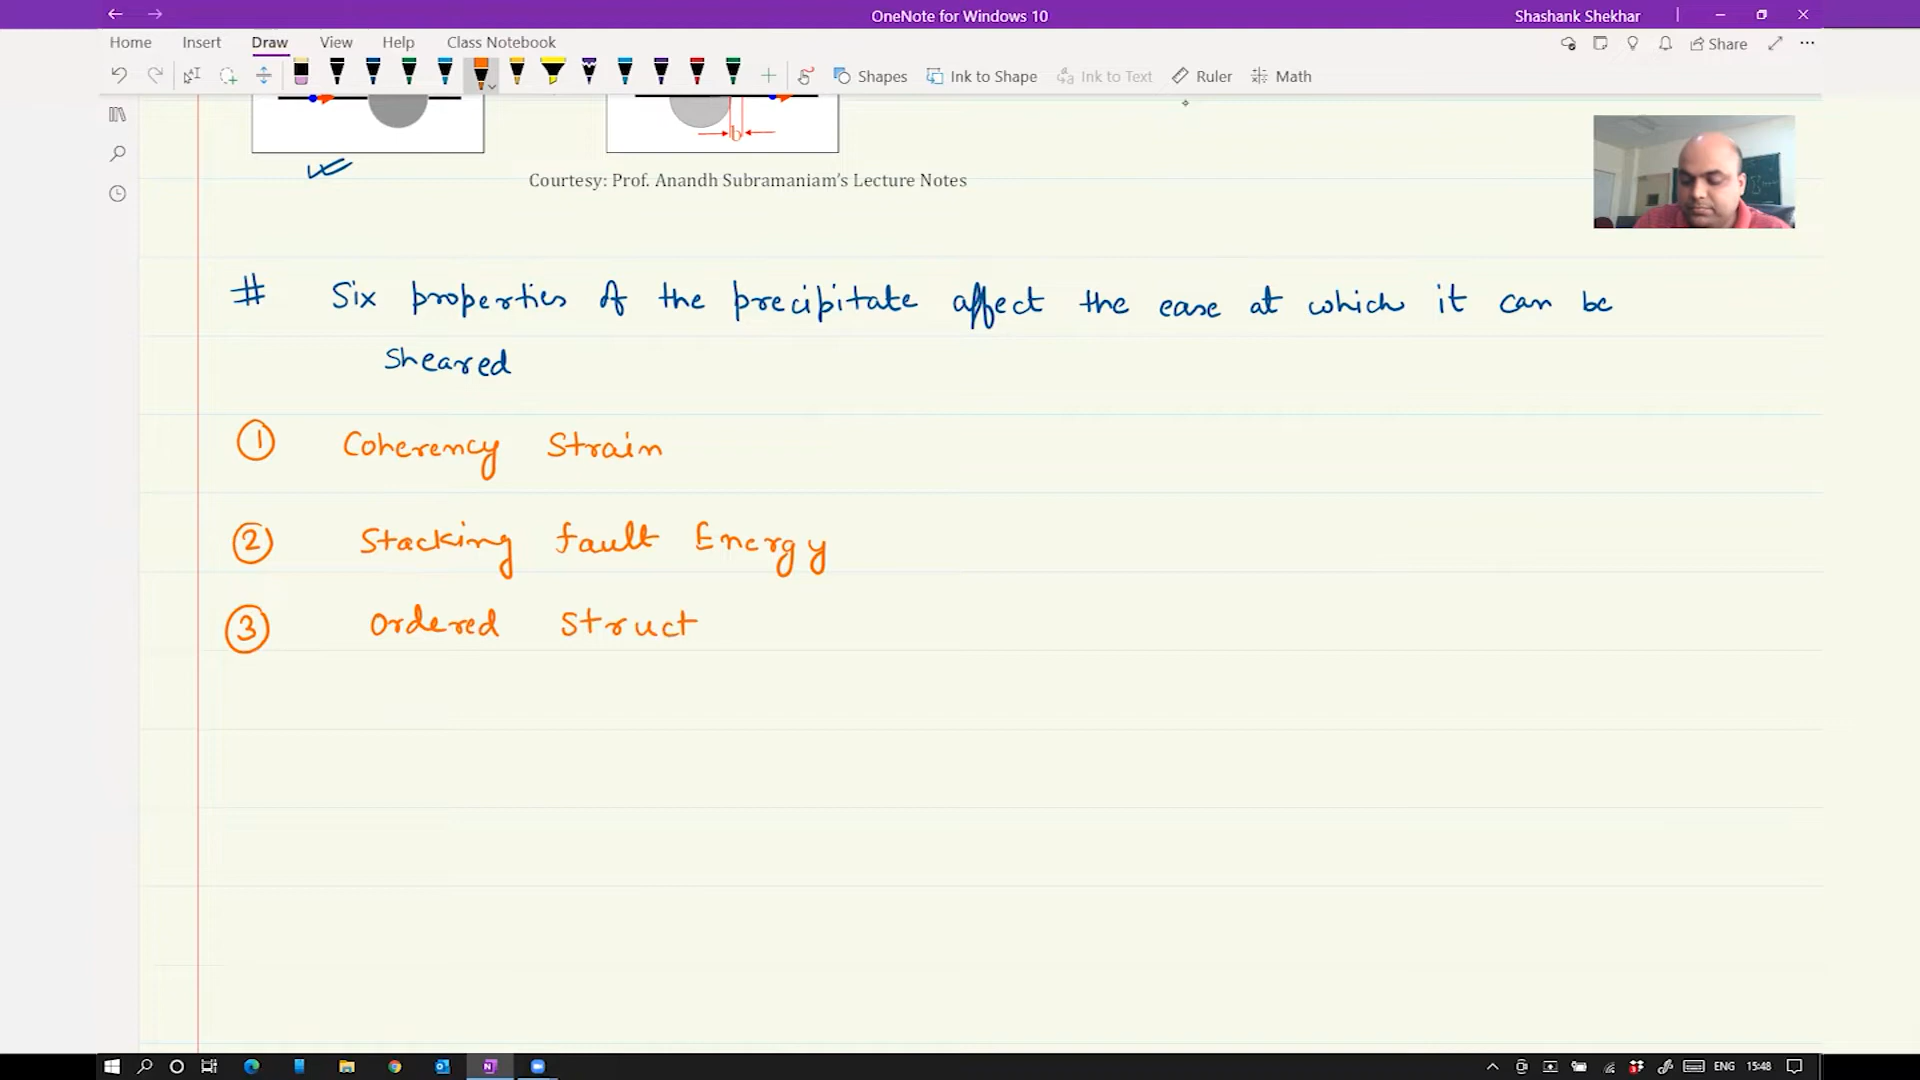 OneNote for Windows 10
Shashank Shekhar
Home Insert Draw View Help Class Notebook
Share
Shapes Ink to Shape Ink to Text Ruler Math
b
Courtesy: Prof. Anandh Subramaniam's Lecture Notes
# Six properties of the precipitate affect the ease at which it can be
Sheared
① Coherency Strain
② Stacking fault Energy
③ Ordered Struct
ENG 15:48